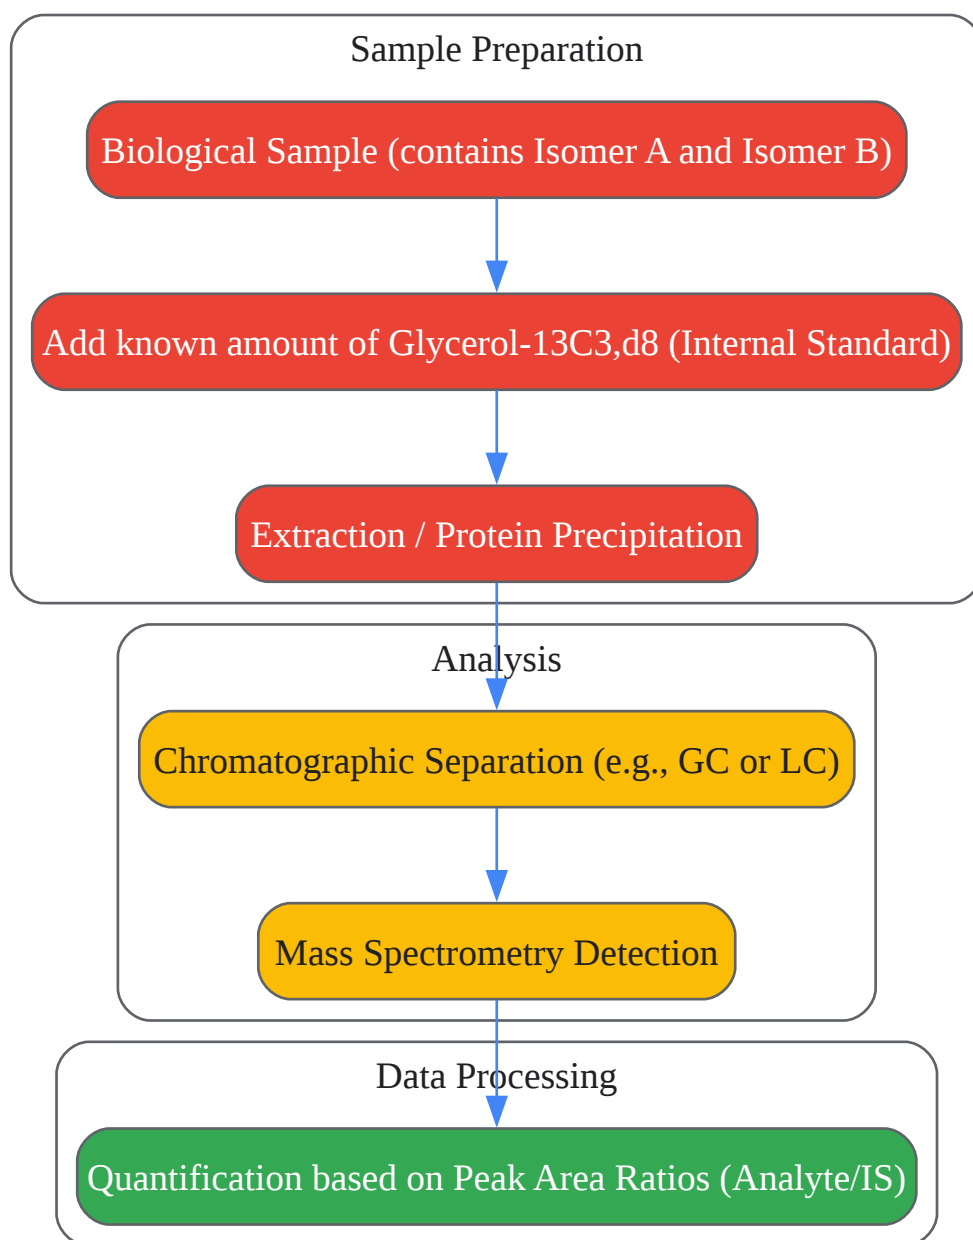 Sample Preparation
Biological Sample (contains Isomer A and Isomer B)
Add known amount of Glycerol-13C3,d8 (Internal Standard)
Extraction / Protein Precipitation
Analysis
Chromatographic Separation (e.g., GC or LC)
Mass Spectrometry Detection
Data Processing
Quantification based on Peak Area Ratios (Analyte/IS)